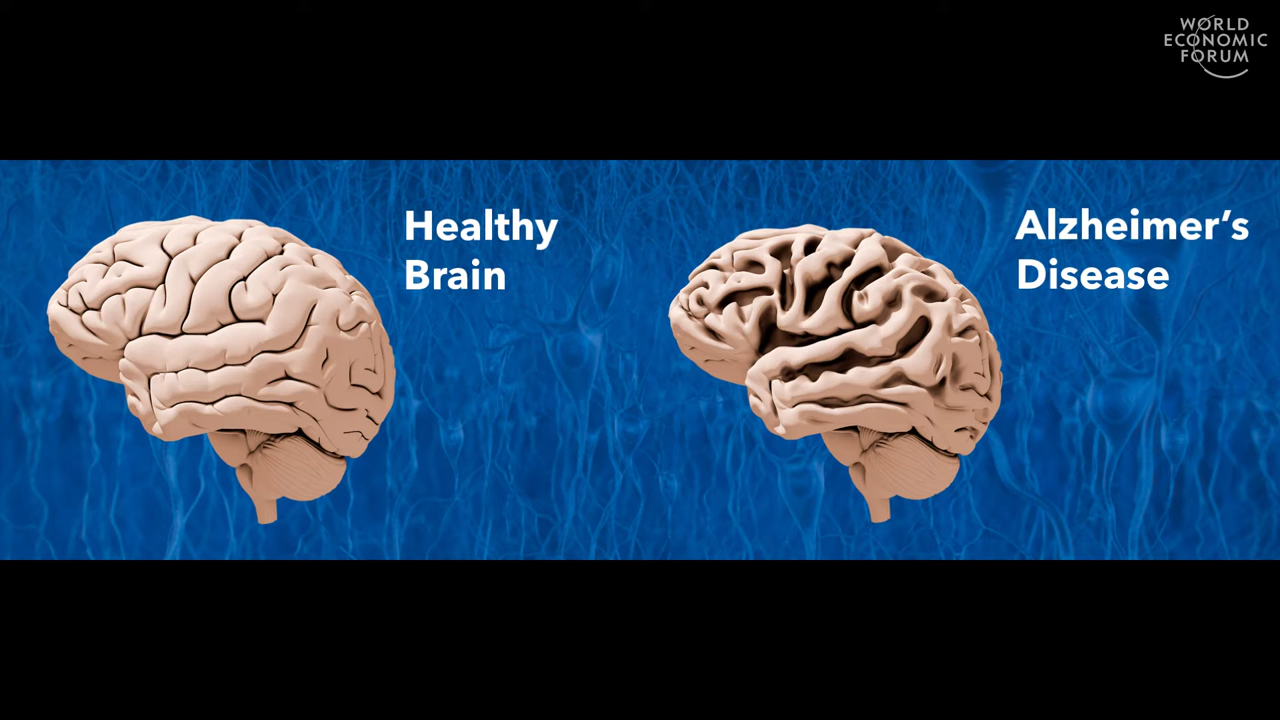 WORLD
ECONOMIC
FORUM
Healthy
Brain
Alzheimer’s
Disease